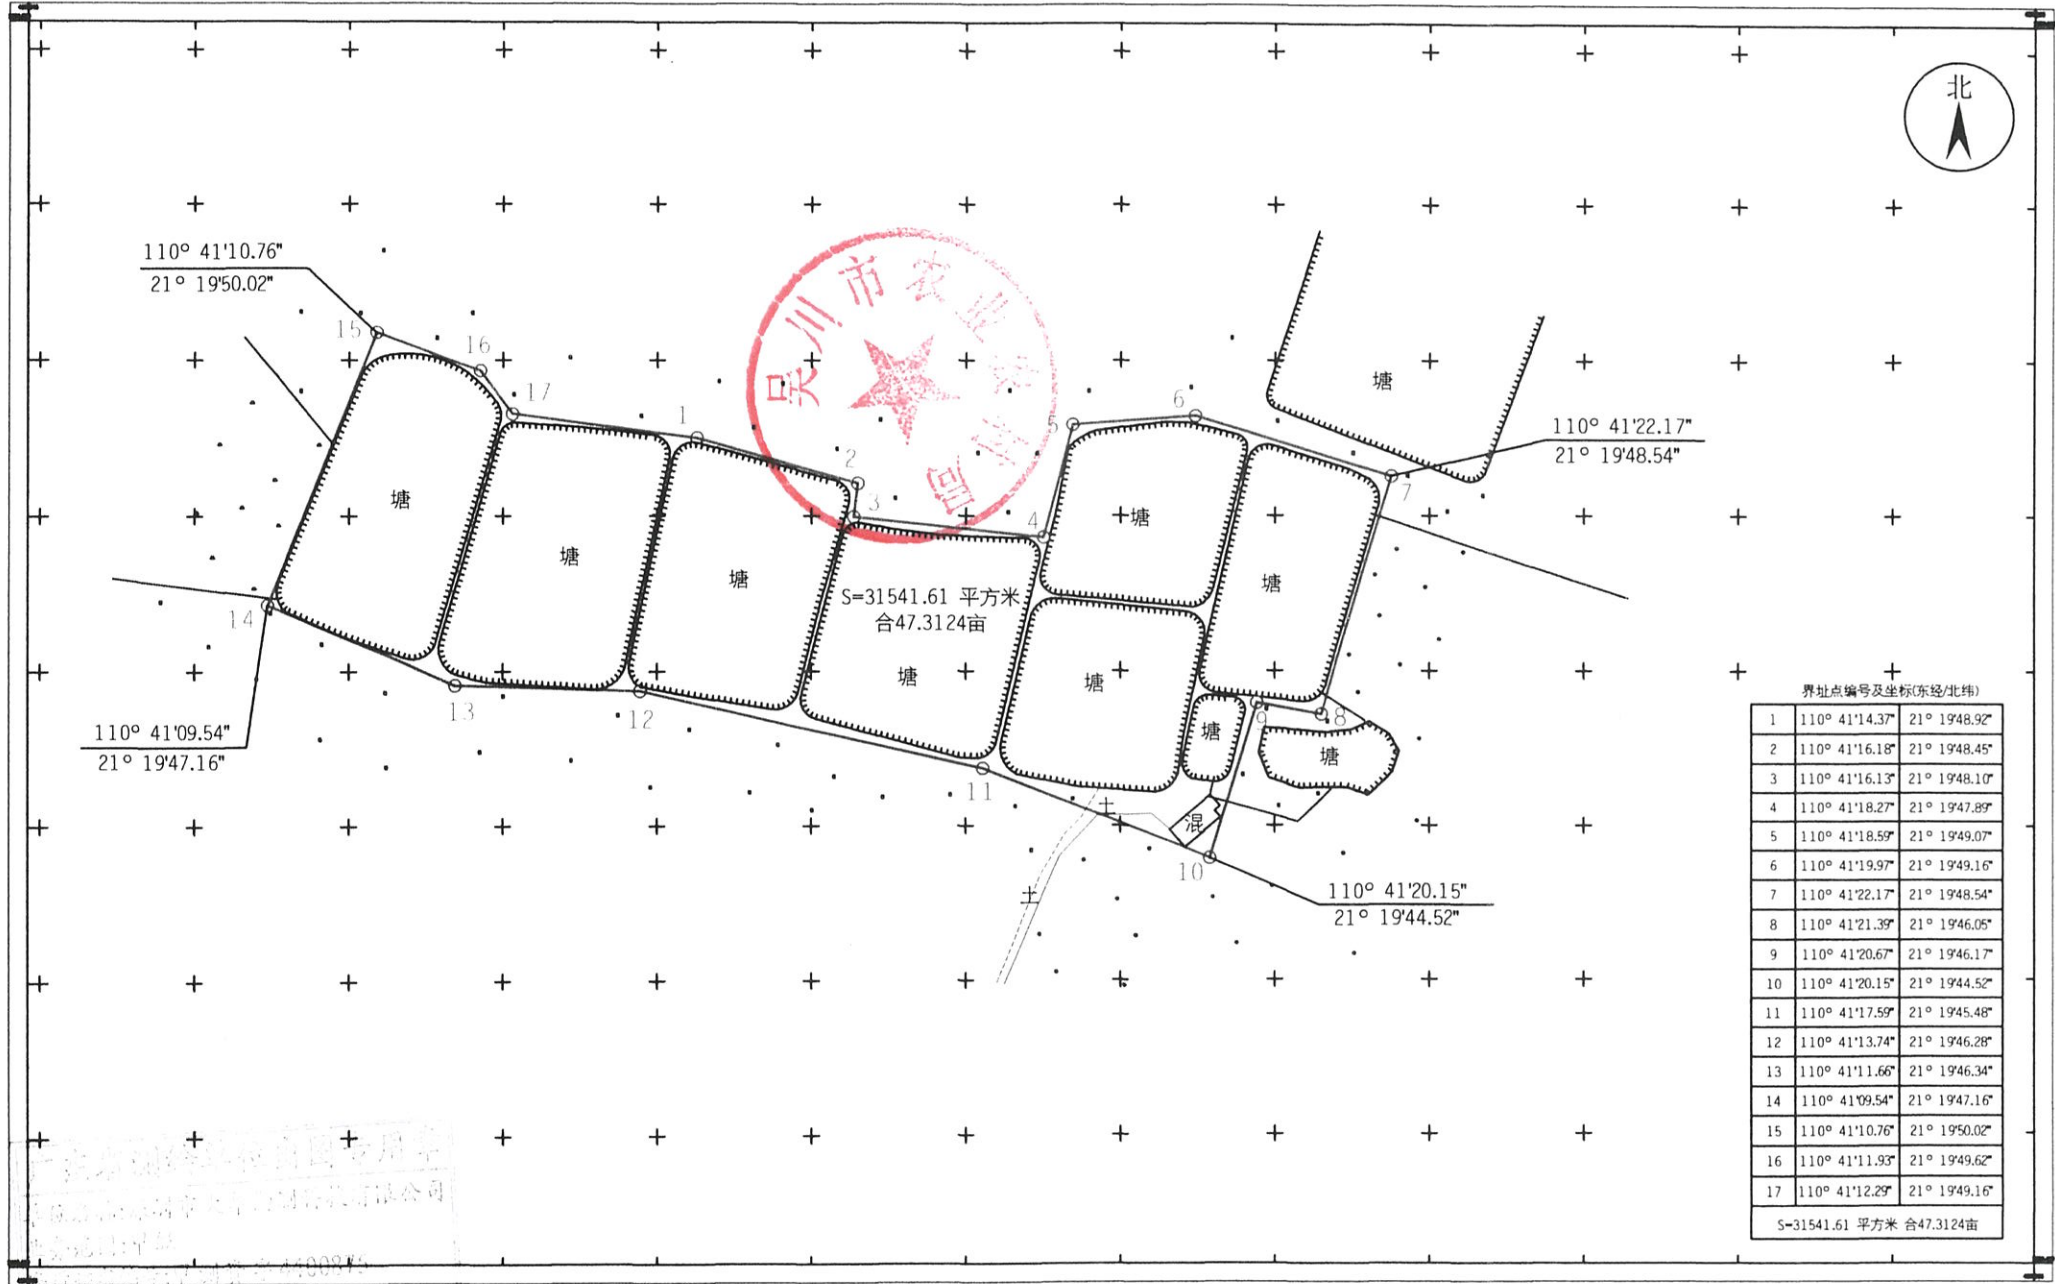 北
110° 41'10.76"
21° 19'50.02"
15
16
17
1
2
3
4
5
6
7
吴川市农业
局
塘
110° 41'22.17"
21° 19'48.54"
塘
塘
塘
塘
塘
塘
S=31541.61 平方米
合47.3124亩
塘
塘
14
13
12
11
10
9
8
塘
塘
混
土
土
110° 41'09.54"
21° 19'47.16"
110° 41'20.15"
21° 19'44.52"
界址点编号及坐标(东经/北纬)
1 110° 41'14.37" 21° 19'48.92"
2 110° 41'16.18" 21° 19'48.45"
3 110° 41'16.13" 21° 19'48.10"
4 110° 41'18.27" 21° 19'47.89"
5 110° 41'18.59" 21° 19'49.07"
6 110° 41'19.97" 21° 19'49.16"
7 110° 41'22.17" 21° 19'48.54"
8 110° 41'21.39" 21° 19'46.05"
9 110° 41'20.67" 21° 19'46.17"
10 110° 41'20.15" 21° 19'44.52"
11 110° 41'17.59" 21° 19'45.48"
12 110° 41'13.74" 21° 19'46.28"
13 110° 41'11.66" 21° 19'46.34"
14 110° 41'09.54" 21° 19'47.16"
15 110° 41'10.76" 21° 19'50.02"
16 110° 41'11.93" 21° 19'49.62"
17 110° 41'12.29" 21° 19'49.16"
S=31541.61 平方米 合47.3124亩